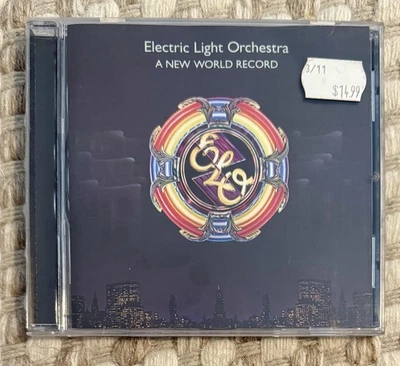 Electric Light Orchestra
A NEW WORLD RECORD
3/11
$14.99
ELO